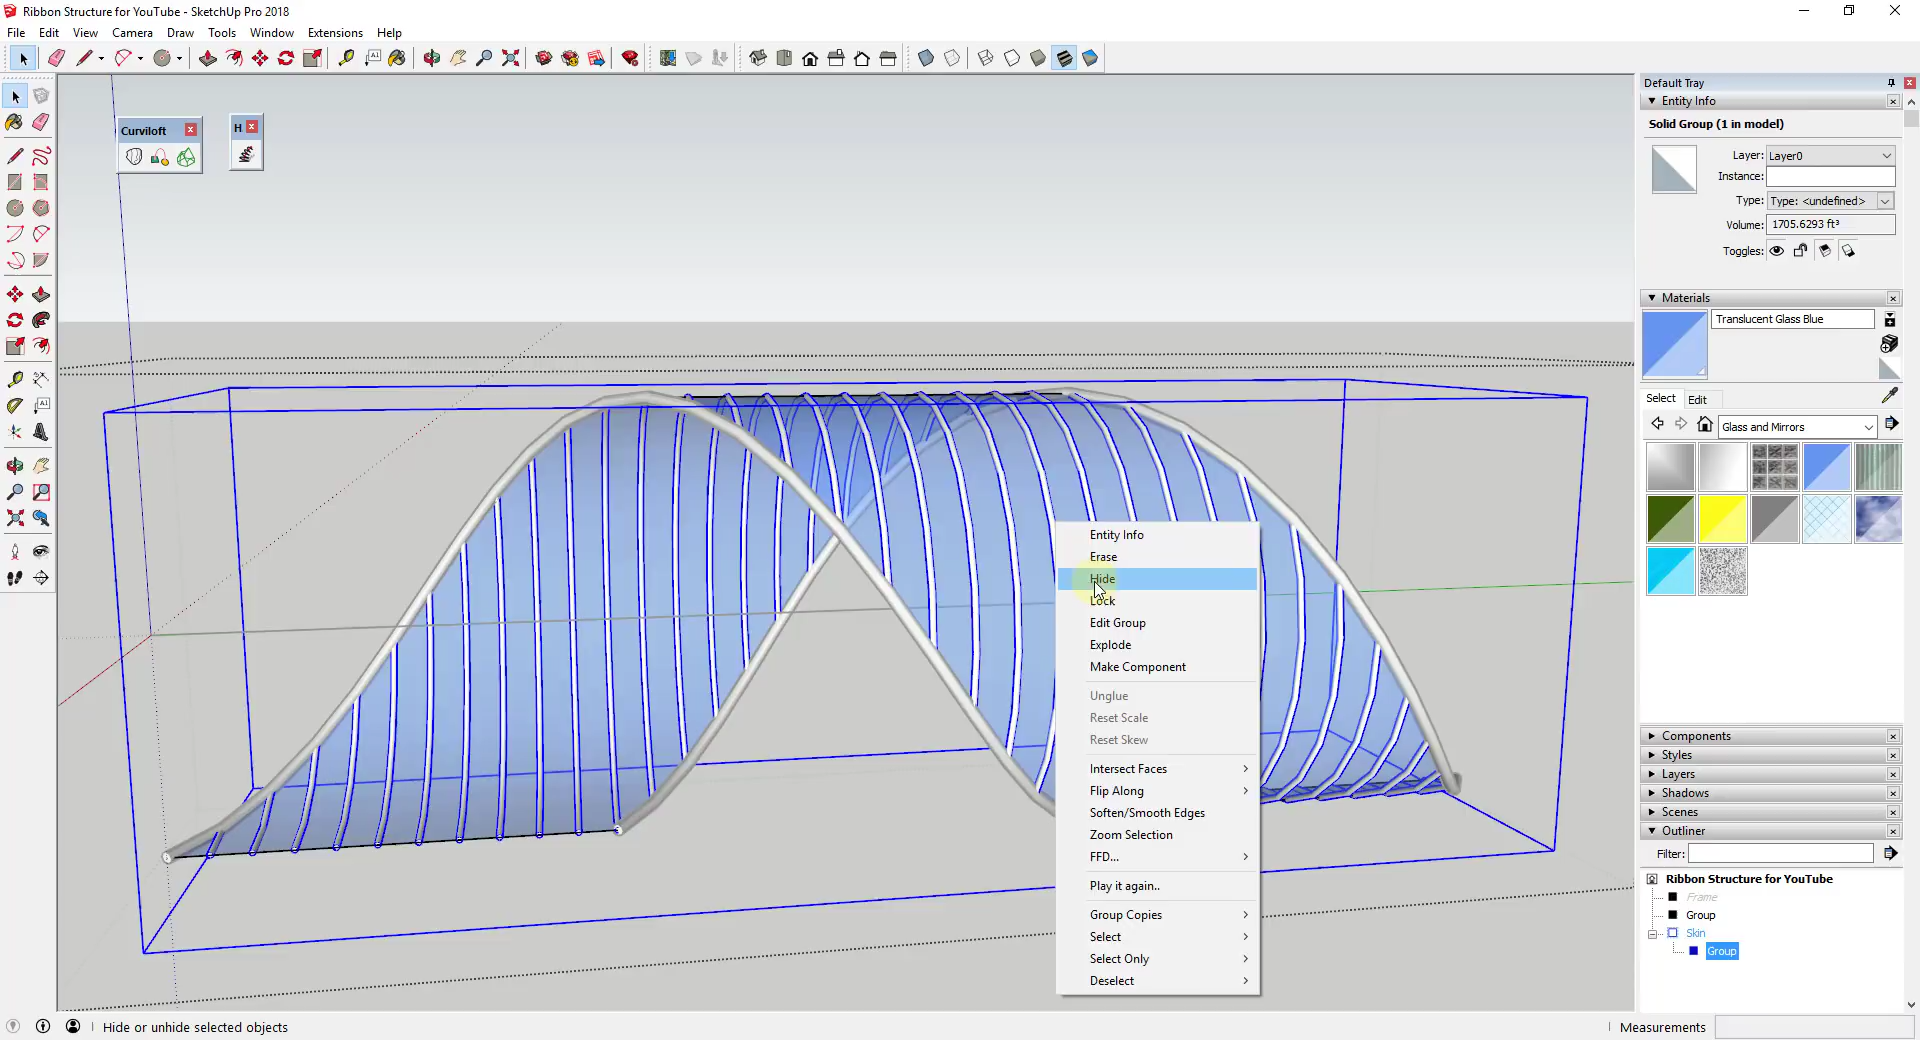 Ribbon Structure for YouTube - SketchUp Pro 2018
File Edit View Camera Draw Tools Window Extensions Help
Curviloft
H
Entity Info
Erase
Hide
Lock
Edit Group
Explode
Make Component
Unglue
Reset Scale
Reset Skew
Intersect Faces
Flip Along
Soften/Smooth Edges
Zoom Selection
FFD...
Play it again..
Group Copies
Select
Select Only
Deselect
Default Tray
Entity Info
Solid Group (1 in model)
Layer: Layer0
Instance:
Type: Type: <undefined>
Volume: 1705.6293 ft³
Toggles:
Materials
Translucent Glass Blue
Select Edit
Glass and Mirrors
Components
Styles
Layers
Shadows
Scenes
Outliner
Filter:
Ribbon Structure for YouTube
Frame
Group
Skin
Group
Hide or unhide selected objects
Measurements